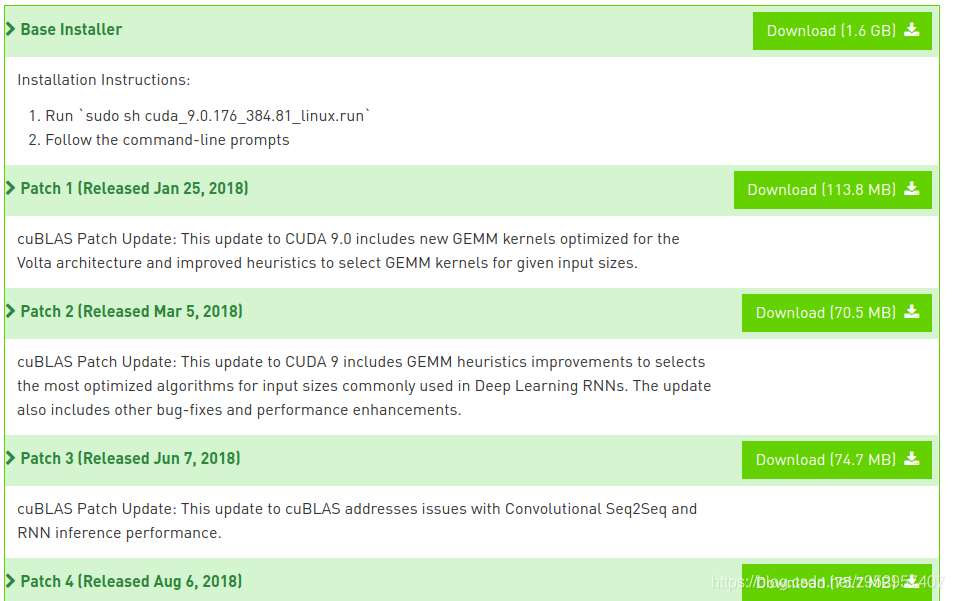 Base Installer
Download (1.6 GB)
Installation Instructions:
1. Run `sudo sh cuda_9.0.176_384.81_linux.run`
2. Follow the command-line prompts
Patch 1 (Released Jan 25, 2018)
Download (113.8 MB)
cuBLAS Patch Update: This update to CUDA 9.0 includes new GEMM kernels optimized for the
Volta architecture and improved heuristics to select GEMM kernels for given input sizes.
Patch 2 (Released Mar 5, 2018)
Download (70.5 MB)
cuBLAS Patch Update: This update to CUDA 9 includes GEMM heuristics improvements to selects
the most optimized algorithms for input sizes commonly used in Deep Learning RNNs. The update
also includes other bug-fixes and performance enhancements.
Patch 3 (Released Jun 7, 2018)
Download (74.7 MB)
cuBLAS Patch Update: This update to cuBLAS addresses issues with Convolutional Seq2Seq and
RNN inference performance.
Patch 4 (Released Aug 6, 2018)
Download (75.7 MB)